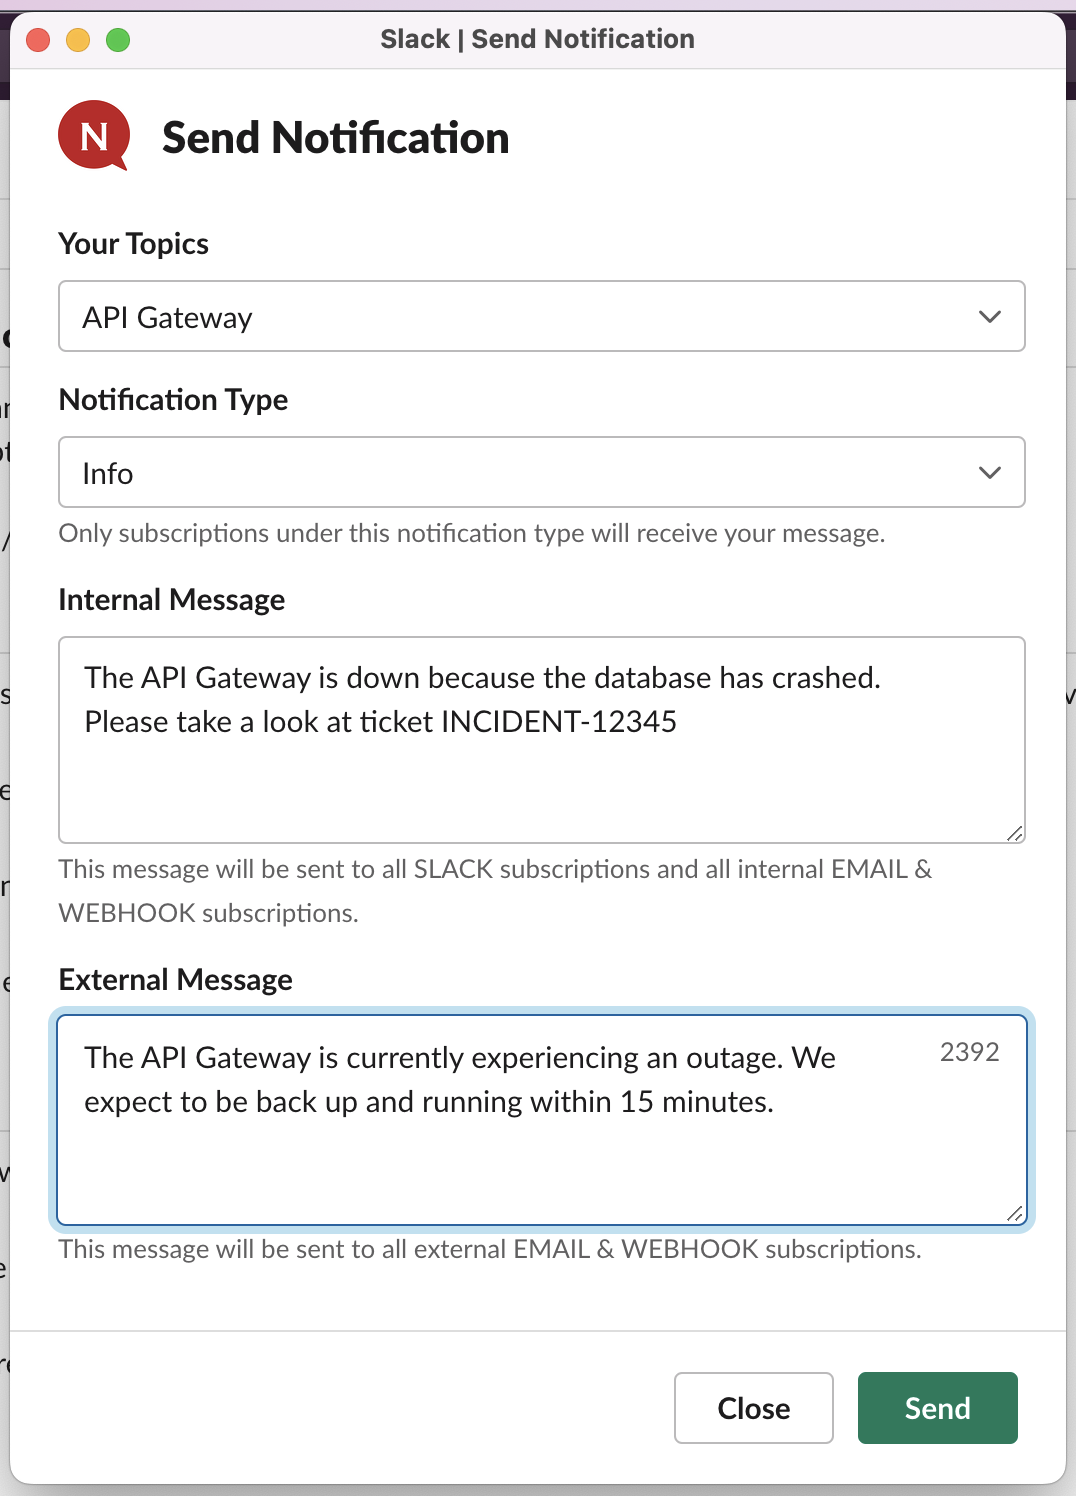 Slack | Send Notification
N
Send Notification
Your Topics
API Gateway
Notification Type
Info
Only subscriptions under this notification type will receive your message.
Internal Message
The API Gateway is down because the database has crashed.
Please take a look at ticket INCIDENT-12345
This message will be sent to all SLACK subscriptions and all internal EMAIL &
WEBHOOK subscriptions.
External Message
The API Gateway is currently experiencing an outage. We
2392
expect to be back up and running within 15 minutes.
This message will be sent to all external EMAIL & WEBHOOK subscriptions.
Close
Send